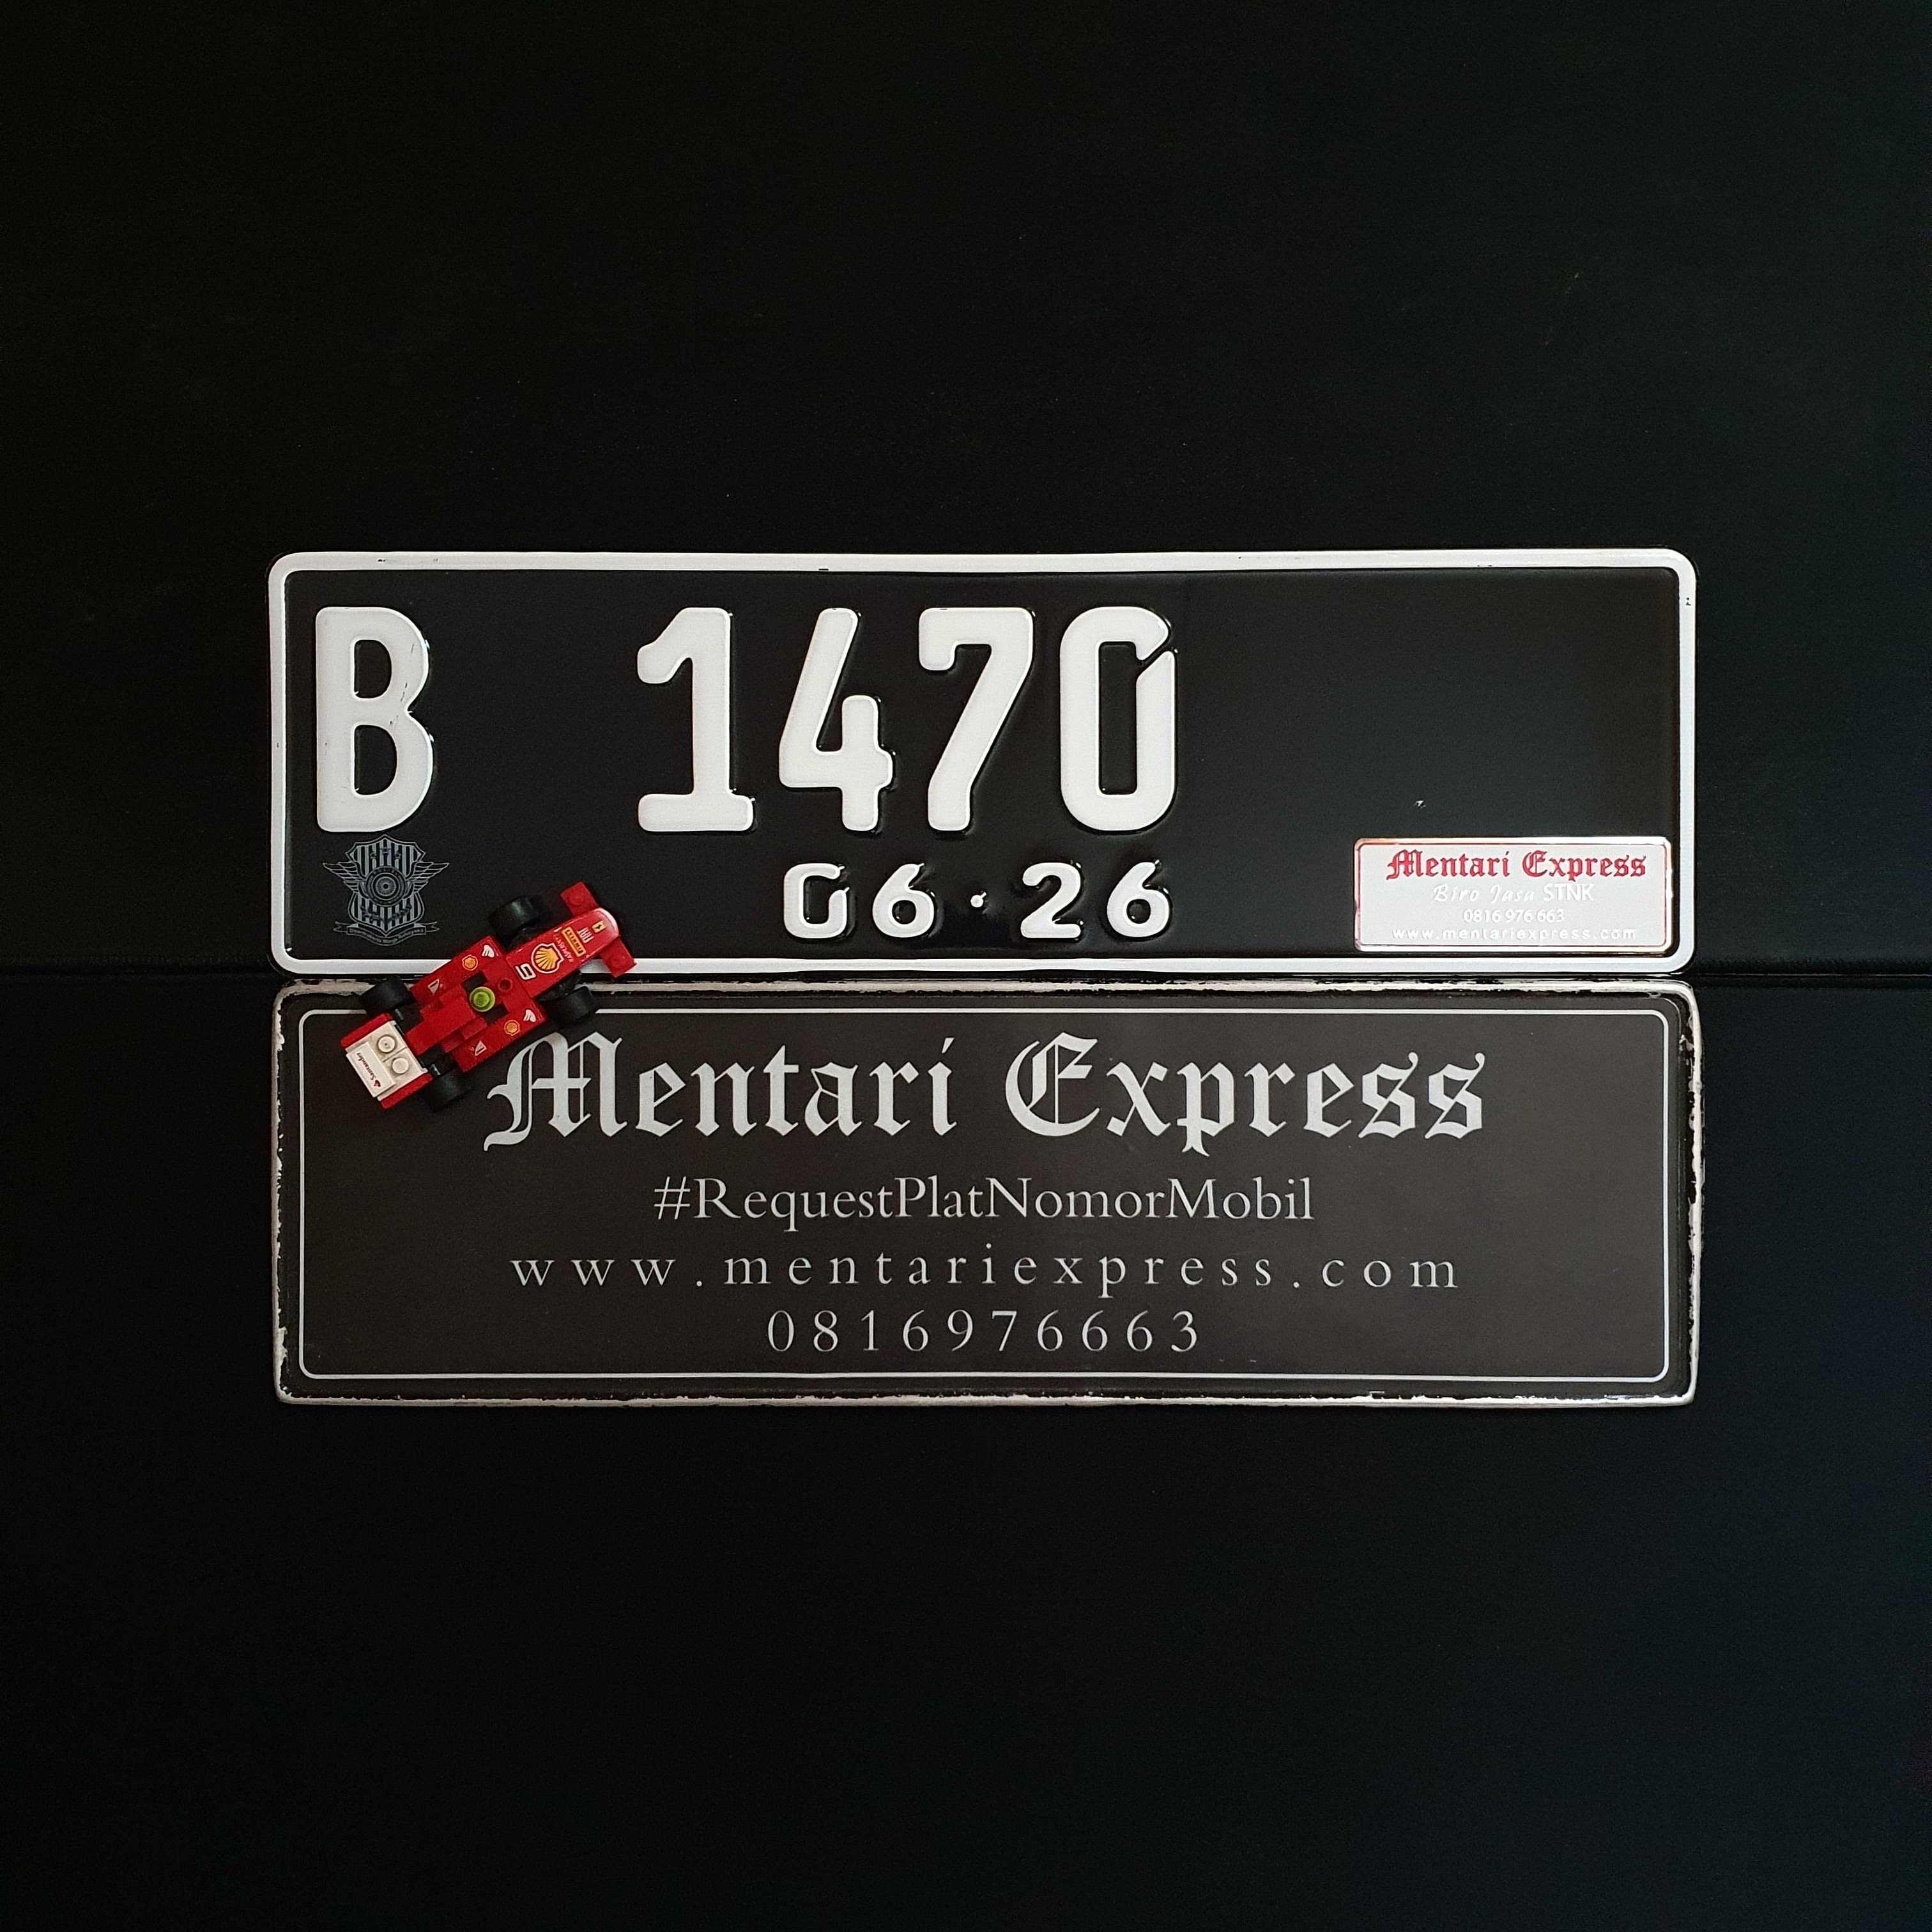 B 1470
06·26
Mentari Express
Biro Jasa STNK
0816 976 663
www.mentariexpress.com
Mentari Express
#RequestPlatNomorMobil
www.mentariexpress.com
0816976663